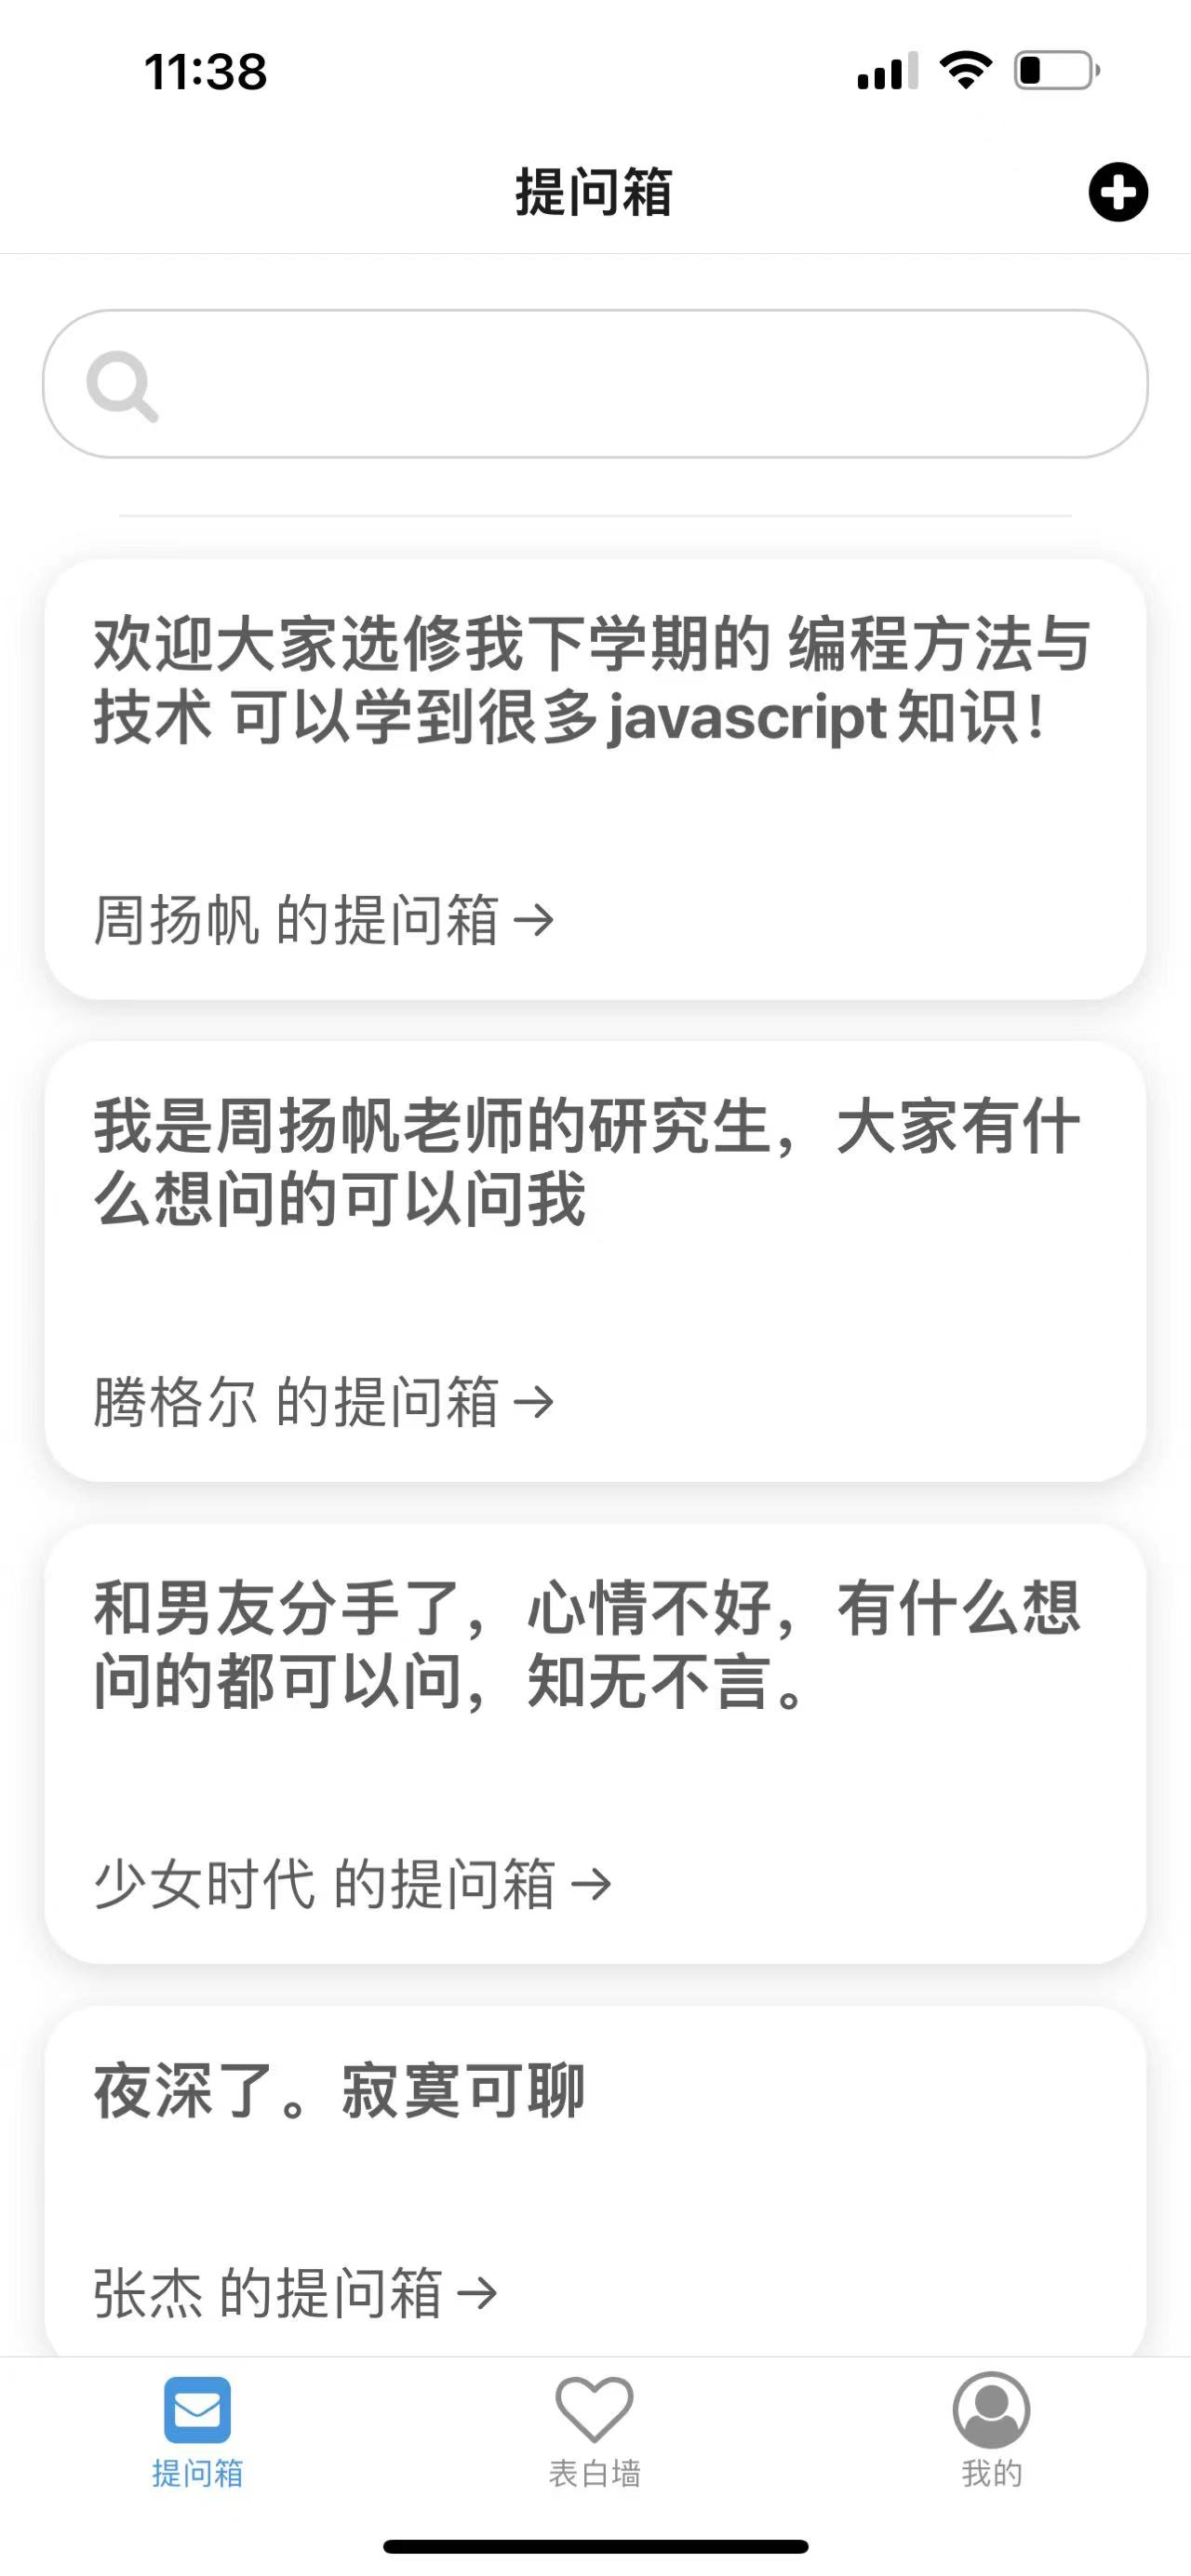 11:38
提问箱
欢迎大家选修我下学期的 编程方法与
技术 可以学到很多javascript知识！
周扬帆 的提问箱→
我是周扬帆老师的研究生，大家有什
么想问的可以问我
腾格尔 的提问箱→
和男友分手了，心情不好，有什么想
问的都可以问，知无不言。
少女时代 的提问箱→
夜深了。寂寞可聊
张杰 的提问箱→
提问箱 表白墙 我的